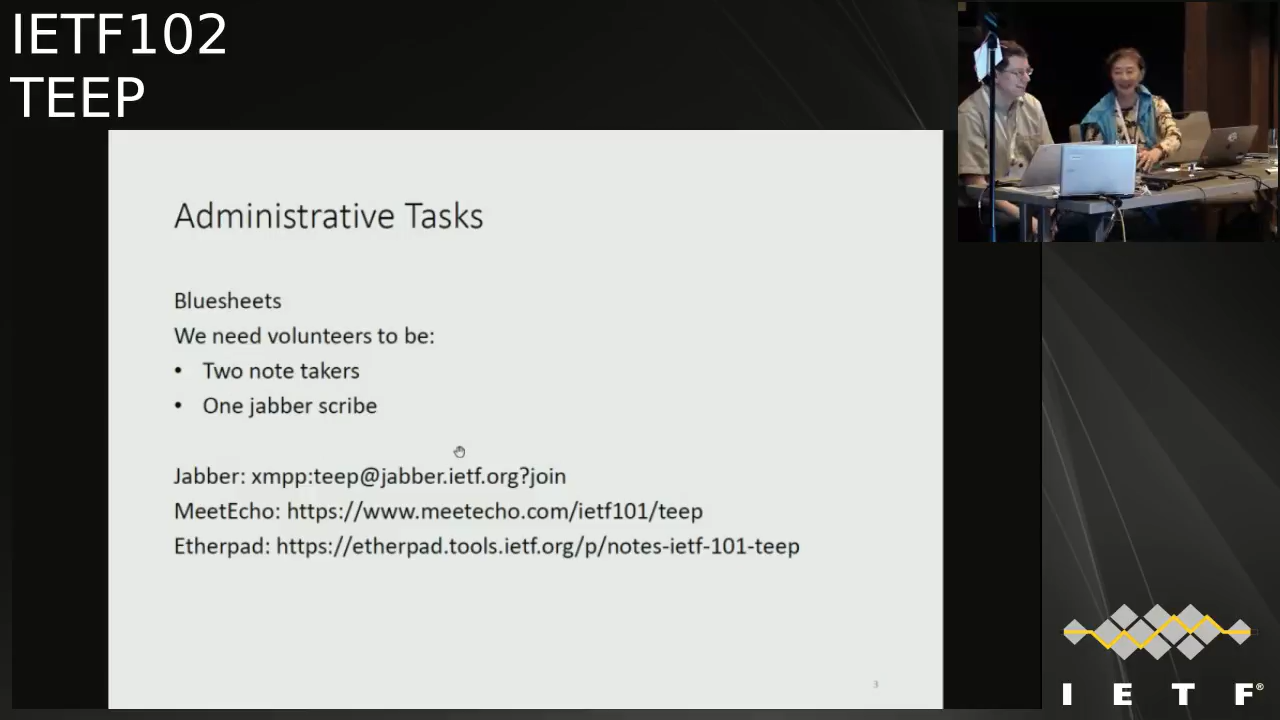 IETF102
TEEP
Administrative Tasks
Bluesheets
We need volunteers to be:
• Two note takers
• One jabber scribe
Jabber: xmpp:teep@jabber.ietf.org?join
MeetEcho: https://www.meetecho.com/ietf101/teep
Etherpad: https://etherpad.tools.ietf.org/p/notes-ietf-101-teep
3
I E T F®